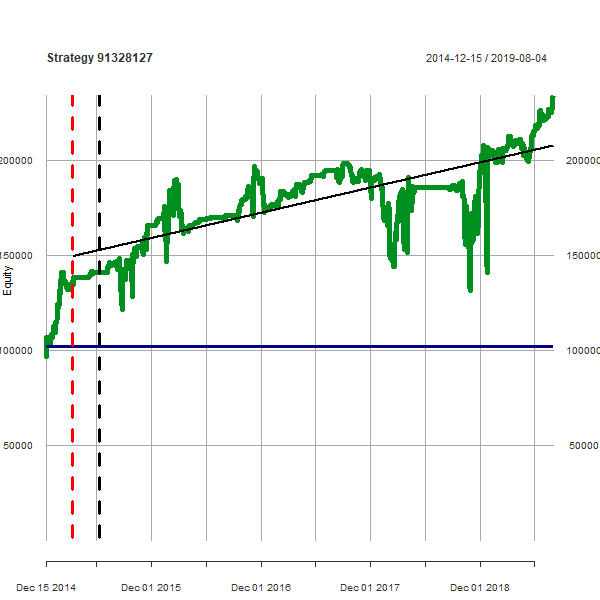 Strategy 91328127
2014-12-15 / 2019-08-04
200000 200000
150000 150000
Equity
100000 100000
50000 50000
Dec 15 2014 Dec 01 2015 Dec 01 2016 Dec 01 2017 Dec 01 2018